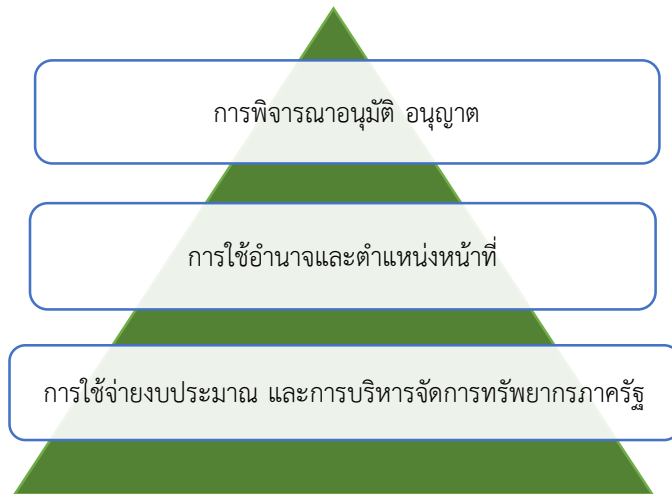 การพิจารณาอนุมัติ อนุญาต
การใช้อำนาจและตำแหน่งหน้าที่
การใช้จ่ายงบประมาณ และการบริหารจัดการทรัพยากรภาครัฐ